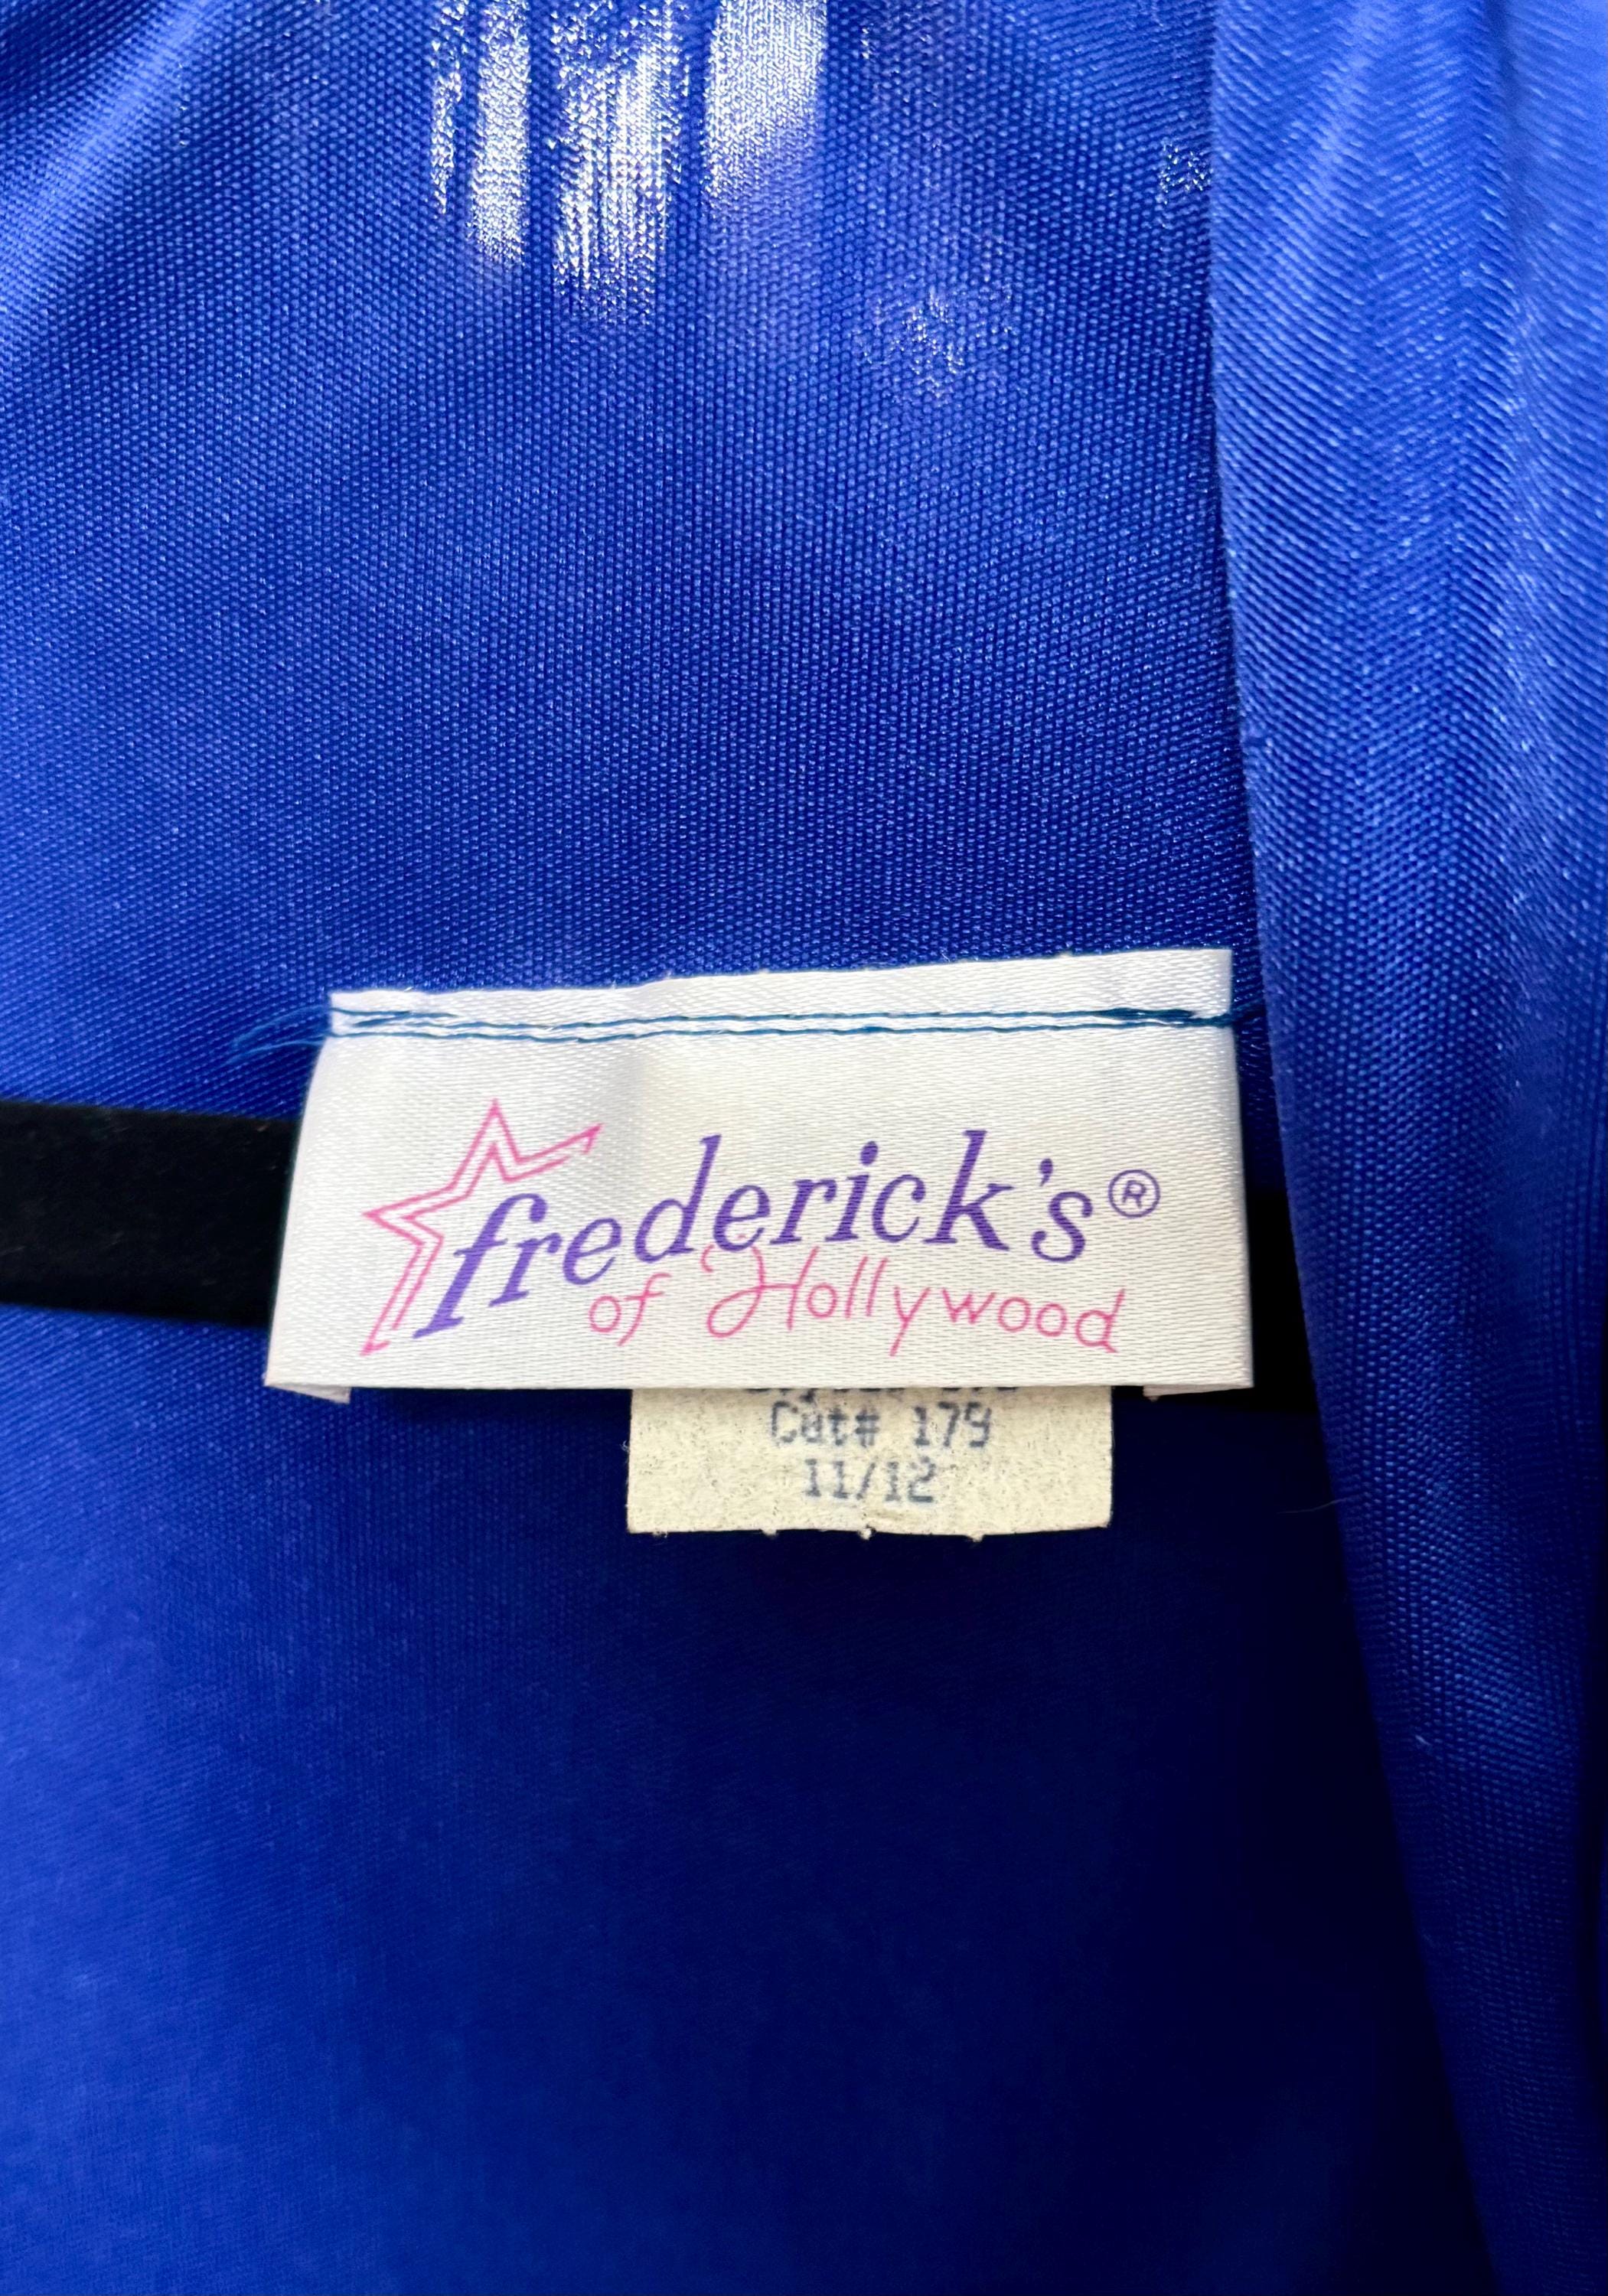 frederick's®
of Hollywood
Cat# 179
11/12